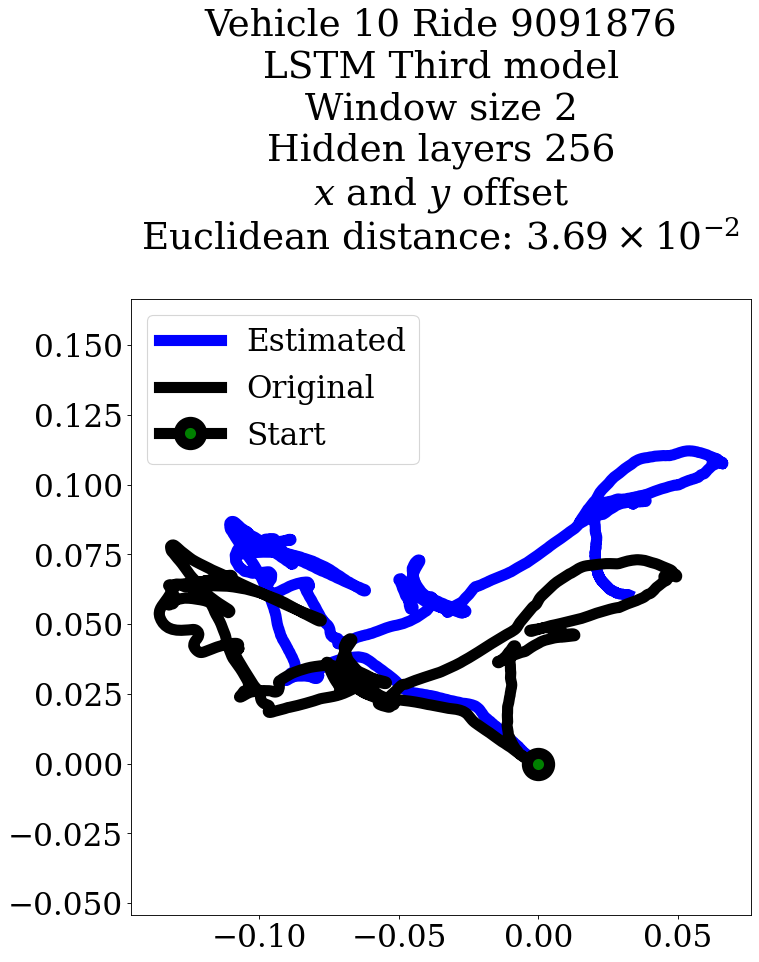 Vehicle 10 Ride 9091876
LSTM Third model
Window size 2
Hidden layers 256
x and y offset
Euclidean distance: 3.69 × 10⁻²
Estimated
Original
Start
0.150
0.125
0.100
0.075
0.050
0.025
0.000
−0.025
−0.050
−0.10 −0.05 0.00 0.05